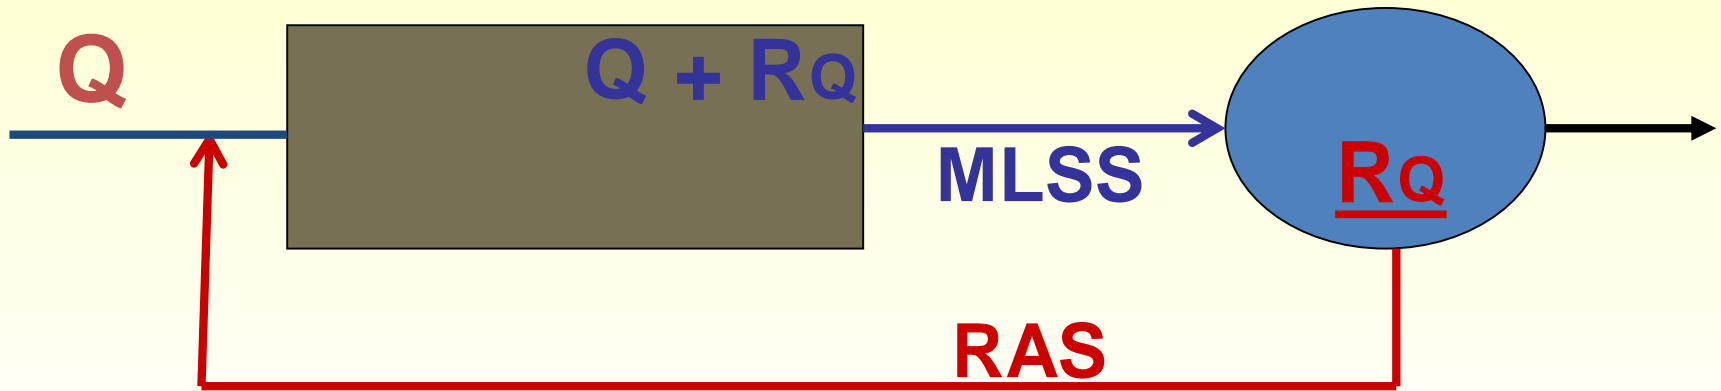 Q
Q + RQ
MLSS
RQ
RAS